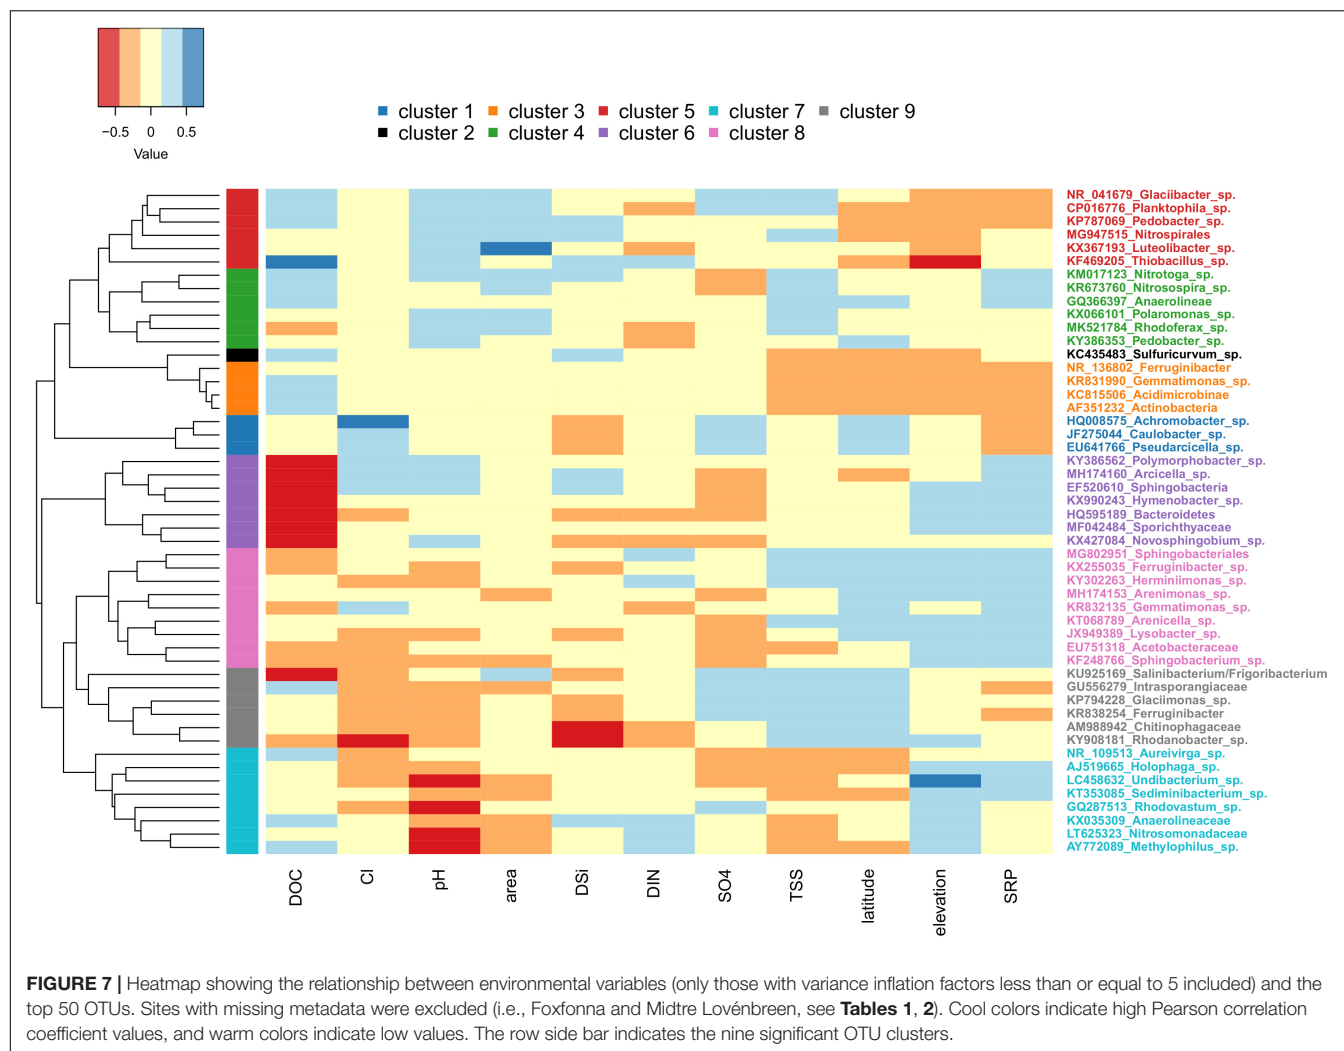 −0.5 0 0.5
Value
cluster 1 cluster 3 cluster 5 cluster 7 cluster 9
cluster 2 cluster 4 cluster 6 cluster 8
NR_041679_Glaciibacter_sp.
CP016776_Planktophila_sp.
KP787069_Pedobacter_sp.
MG947515_Nitrospirales
KX367193_Luteolibacter_sp.
KF469205_Thiobacillus_sp.
KM017123_Nitrotoga_sp.
KR673760_Nitrosospira_sp.
GQ366397_Anaerolineae
KX066101_Polaromonas_sp.
MK521784_Rhodoferax_sp.
KY386353_Pedobacter_sp.
KC435483_Sulfuricurvum_sp.
NR_136802_Ferruginibacter
KR831990_Gemmatimonas_sp.
KC815506_Acidimicrobinae
AF351232_Actinobacteria
HQ008575_Achromobacter_sp.
JF275044_Caulobacter_sp.
EU641766_Pseudarcicella_sp.
KY386562_Polymorphobacter_sp.
MH174160_Arcicella_sp.
EF520610_Sphingobacteria
KX990243_Hymenobacter_sp.
HQ595189_Bacteroidetes
MF042484_Sporichthyaceae
KX427084_Novosphingobium_sp.
MG802951_Sphingobacteriales
KX255035_Ferruginibacter_sp.
KY302263_Herminiimonas_sp.
MH174153_Arenimonas_sp.
KR832135_Gemmatimonas_sp.
KT068789_Arenicella_sp.
JX949389_Lysobacter_sp.
EU751318_Acetobacteraceae
KF248766_Sphingobacterium_sp.
KU925169_Salinibacterium/Frigoribacterium
GU556279_Intrasporangiaceae
KP794228_Glaciimonas_sp.
KR838254_Ferruginibacter
AM988942_Chitinophagaceae
KY908181_Rhodanobacter_sp.
NR_109513_Aureivirga_sp.
AJ519665_Holophaga_sp.
LC458632_Undibacterium_sp.
KT353085_Sediminibacterium_sp.
GQ287513_Rhodovastum_sp.
KX035309_Anaerolineaceae
LT625323_Nitrosomonadaceae
AY772089_Methylophilus_sp.
DOC Cl pH area DSi DIN SO4 TSS latitude elevation SRP
FIGURE 7 | Heatmap showing the relationship between environmental variables (only those with variance inflation factors less than or equal to 5 included) and the
top 50 OTUs. Sites with missing metadata were excluded (i.e., Foxfonna and Midtre Lovénbreen, see Tables 1, 2). Cool colors indicate high Pearson correlation
coefficient values, and warm colors indicate low values. The row side bar indicates the nine significant OTU clusters.